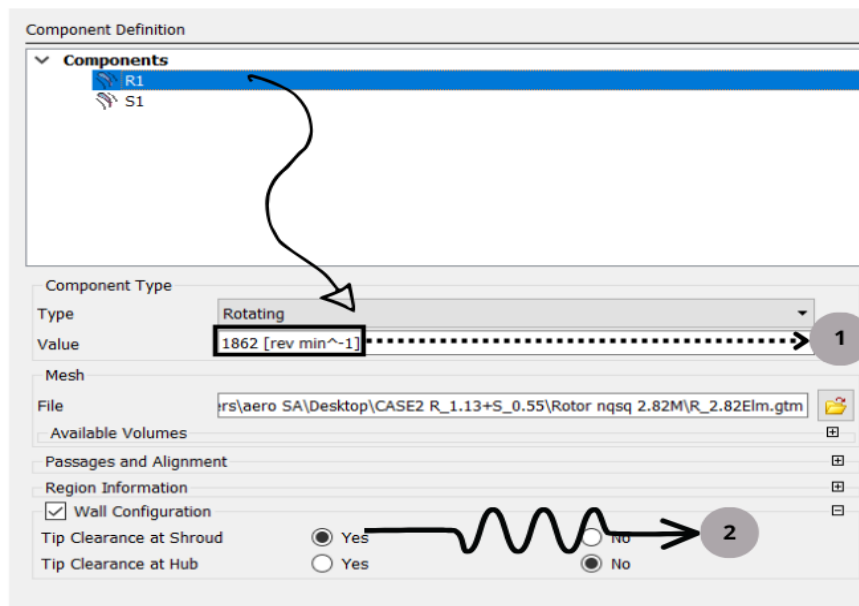 Component Definition
Components
R1
S1
Component Type
Type Rotating
Value 1862 [rev min^-1] 1
Mesh
File ers\aero SA\Desktop\CASE2 R_1.13+S_0.55\Rotor nqsq 2.82M\R_2.82Elm.gtm
Available Volumes
Passages and Alignment
Region Information
Wall Configuration
Tip Clearance at Shroud Yes No 2
Tip Clearance at Hub Yes No